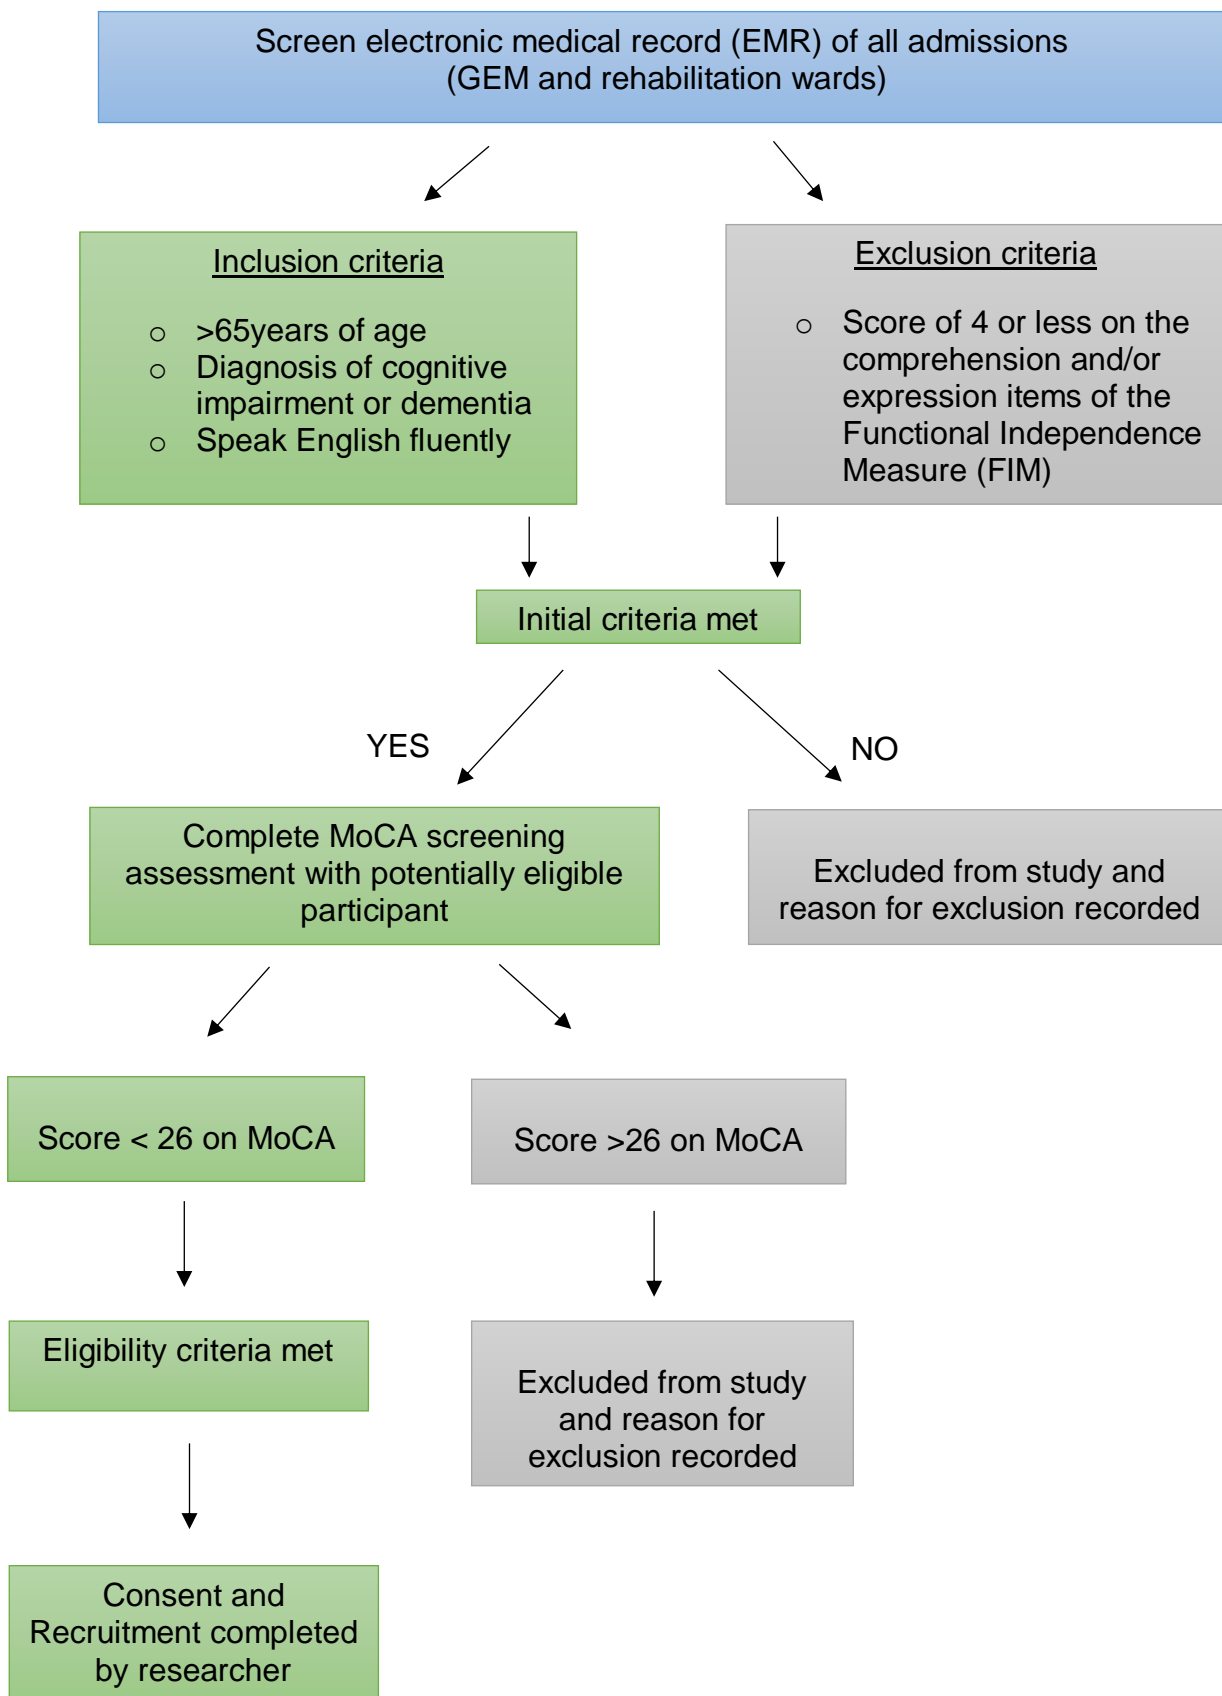 Screen electronic medical record (EMR) of all admissions
(GEM and rehabilitation wards)
Inclusion criteria
o >65years of age
o Diagnosis of cognitive
impairment or dementia
o Speak English fluently
Exclusion criteria
o Score of 4 or less on the
comprehension and/or
expression items of the
Functional Independence
Measure (FIM)
Initial criteria met
YES
NO
Complete MoCA screening
assessment with potentially eligible
participant
Excluded from study and
reason for exclusion recorded
Score < 26 on MoCA
Score >26 on MoCA
Eligibility criteria met
Excluded from study
and reason for
exclusion recorded
Consent and
Recruitment completed
by researcher